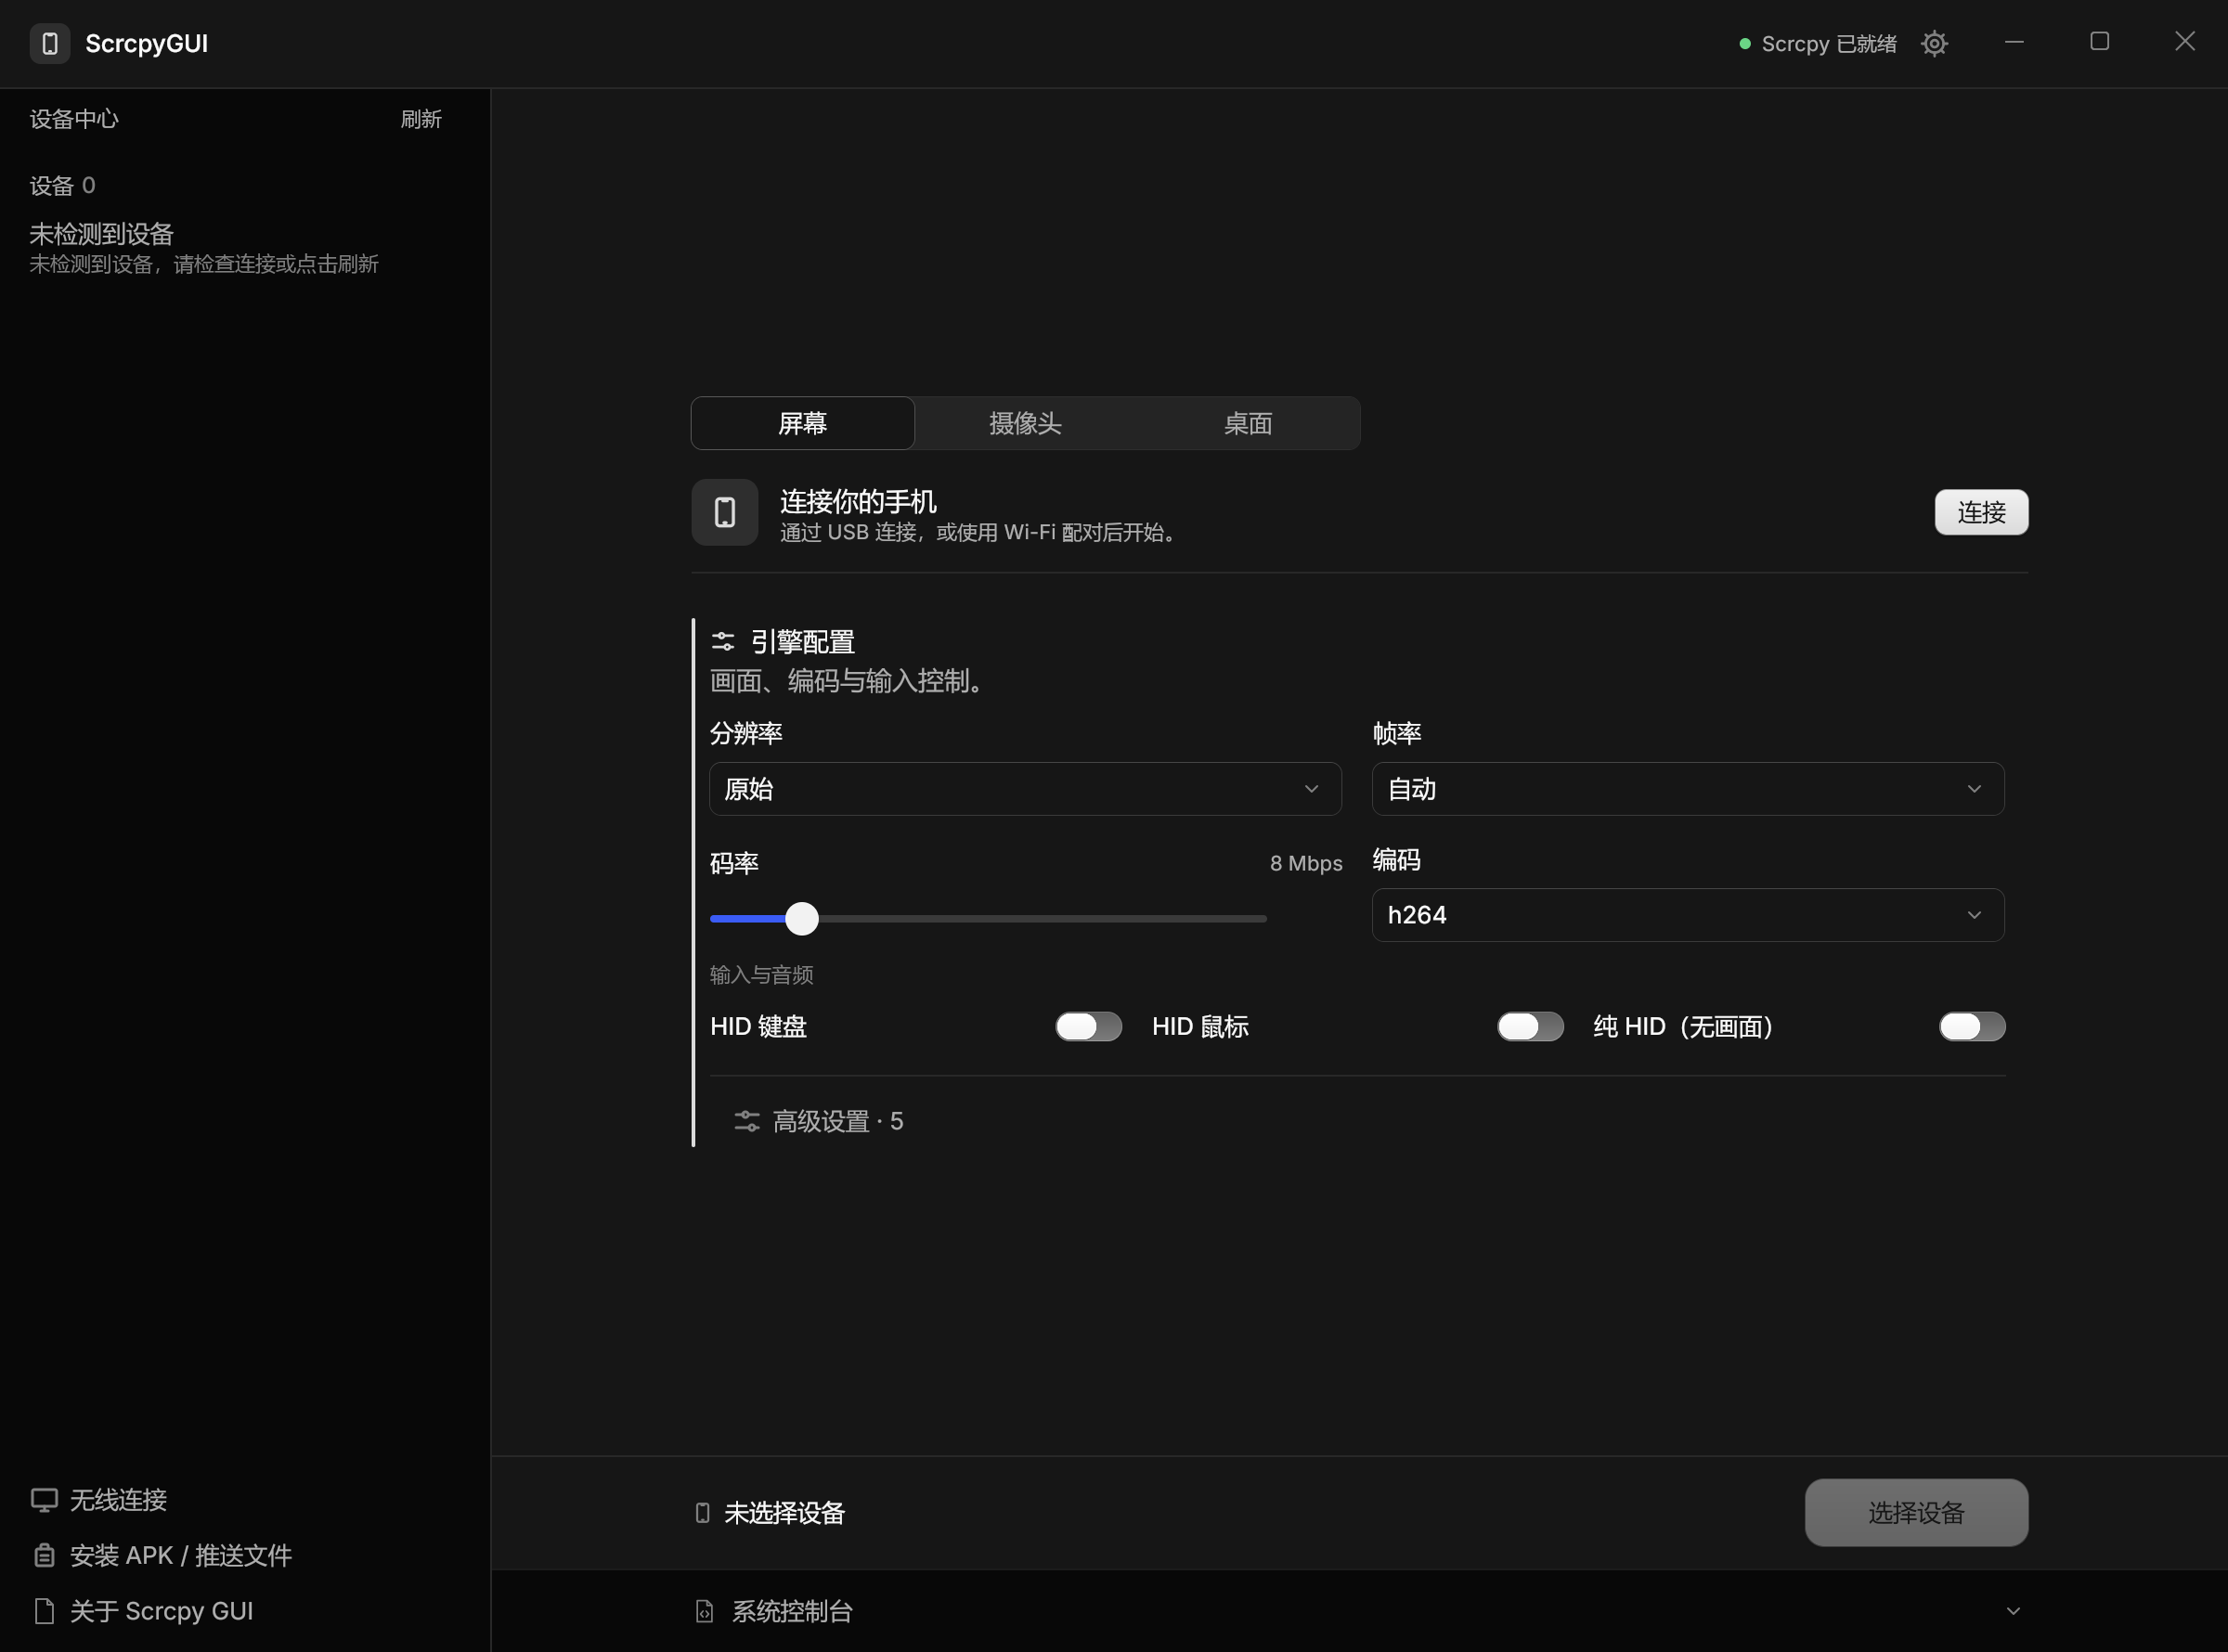 ScrcpyGUI
Scrcpy 已就绪
设备中心
刷新
设备 0
未检测到设备
未检测到设备，请检查连接或点击刷新
无线连接
安装 APK / 推送文件
关于 Scrcpy GUI
屏幕
摄像头
桌面
连接你的手机
通过 USB 连接，或使用 Wi-Fi 配对后开始。
连接
引擎配置
画面、编码与输入控制。
分辨率
原始
帧率
自动
码率
8 Mbps
编码
h264
输入与音频
HID 键盘
HID 鼠标
纯 HID（无画面）
高级设置 · 5
未选择设备
选择设备
系统控制台